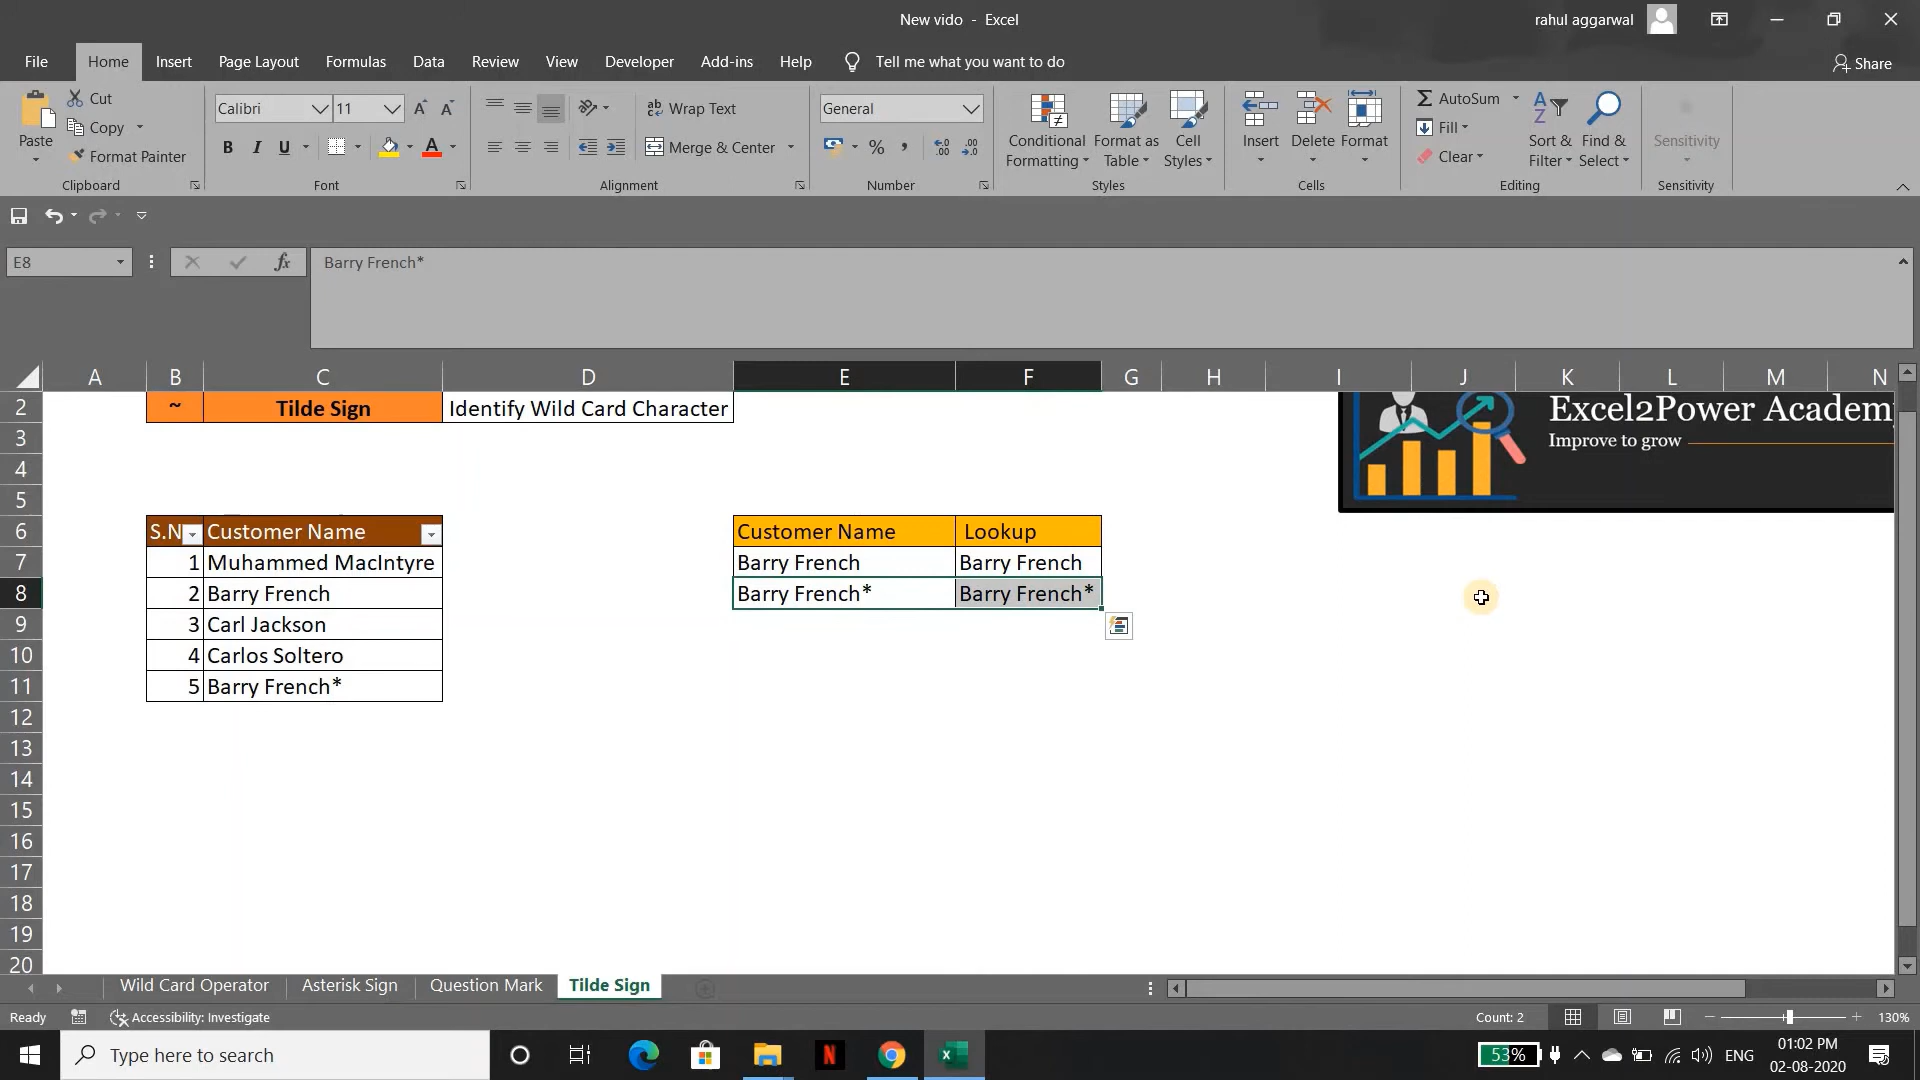 New vido - Excel
rahul aggarwal
File Home Insert Page Layout Formulas Data Review View Developer Add-ins Help Tell me what you want to do
Share
Paste
Cut
Copy
Format Painter
Clipboard
Calibri 11
B I U
Font
Wrap Text
Merge & Center
Alignment
General
% ,
Number
Conditional Formatting
Format as Table
Cell Styles
Styles
Insert
Delete
Format
Cells
AutoSum
Fill
Clear
Sort & Filter
Find & Select
Editing
Sensitivity
Sensitivity
E8
fx
Barry French*
A B C D E F G H I J K L M N
2 ~ Tilde Sign Identify Wild Card Character
Excel2Power Academ
Improve to grow
3
4
5
6 S.N Customer Name Customer Name Lookup
7 1 Muhammed MacIntyre Barry French Barry French
8 2 Barry French Barry French* Barry French*
9 3 Carl Jackson
10 4 Carlos Soltero
11 5 Barry French*
12
13
14
15
16
17
18
19
20
Wild Card Operator Asterisk Sign Question Mark Tilde Sign
Ready Accessibility: Investigate Count: 2 130%
Type here to search
53%
ENG
01:02 PM
02-08-2020